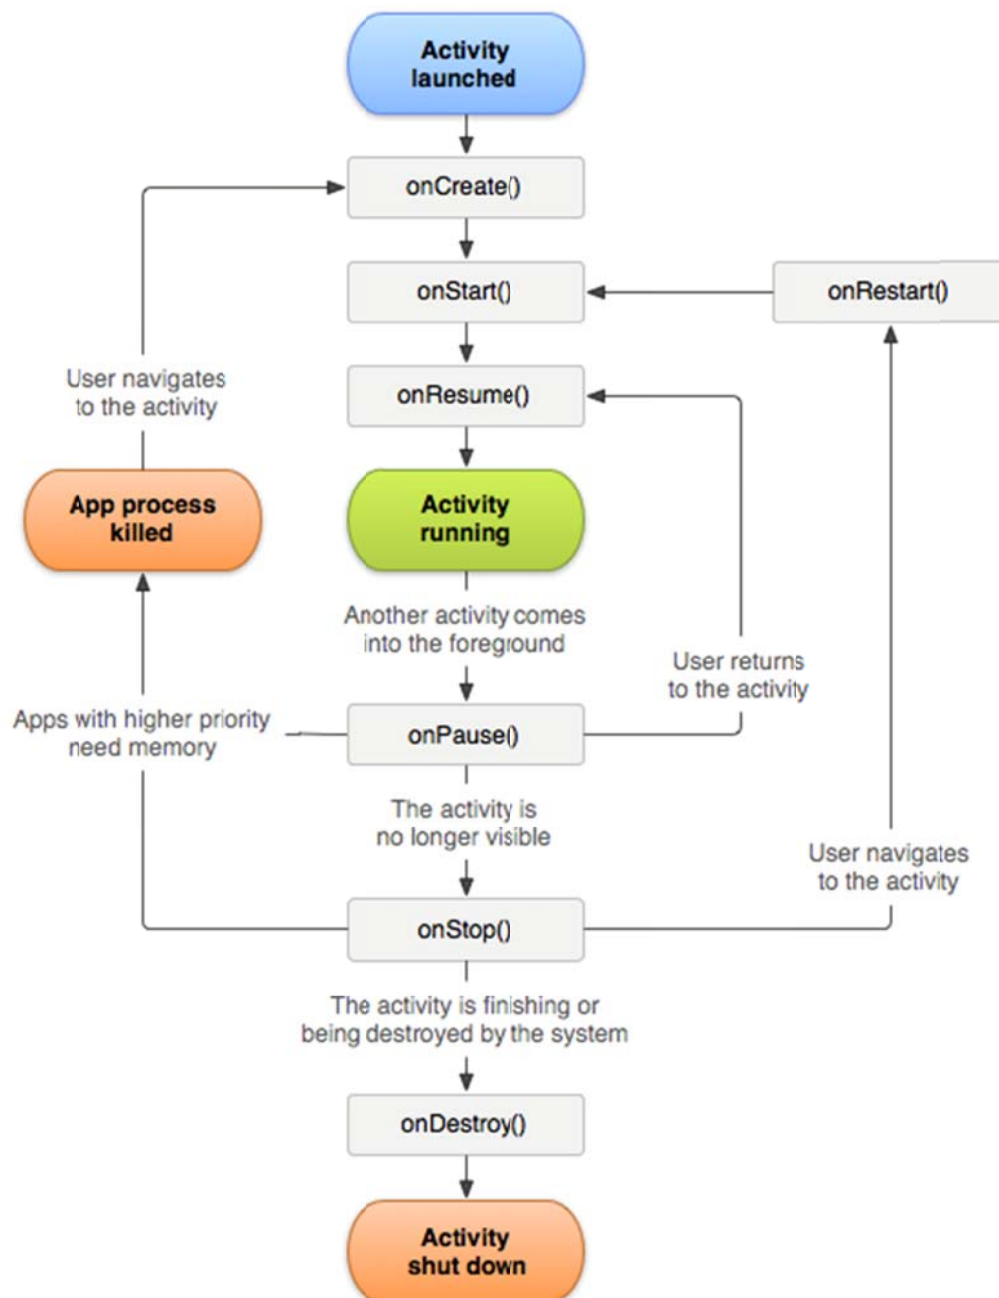 Activity
launched
onCreate()
onStart()
onRestart()
User navigates
to the activity
onResume()
App process
killed
Activity
running
Another activity comes
into the foreground
User returns
to the activity
Apps with higher priority
need memory
onPause()
The activity is
no longer visible
User navigates
to the activity
onStop()
The activity is finishing or
being destroyed by the system
onDestroy()
Activity
shut down